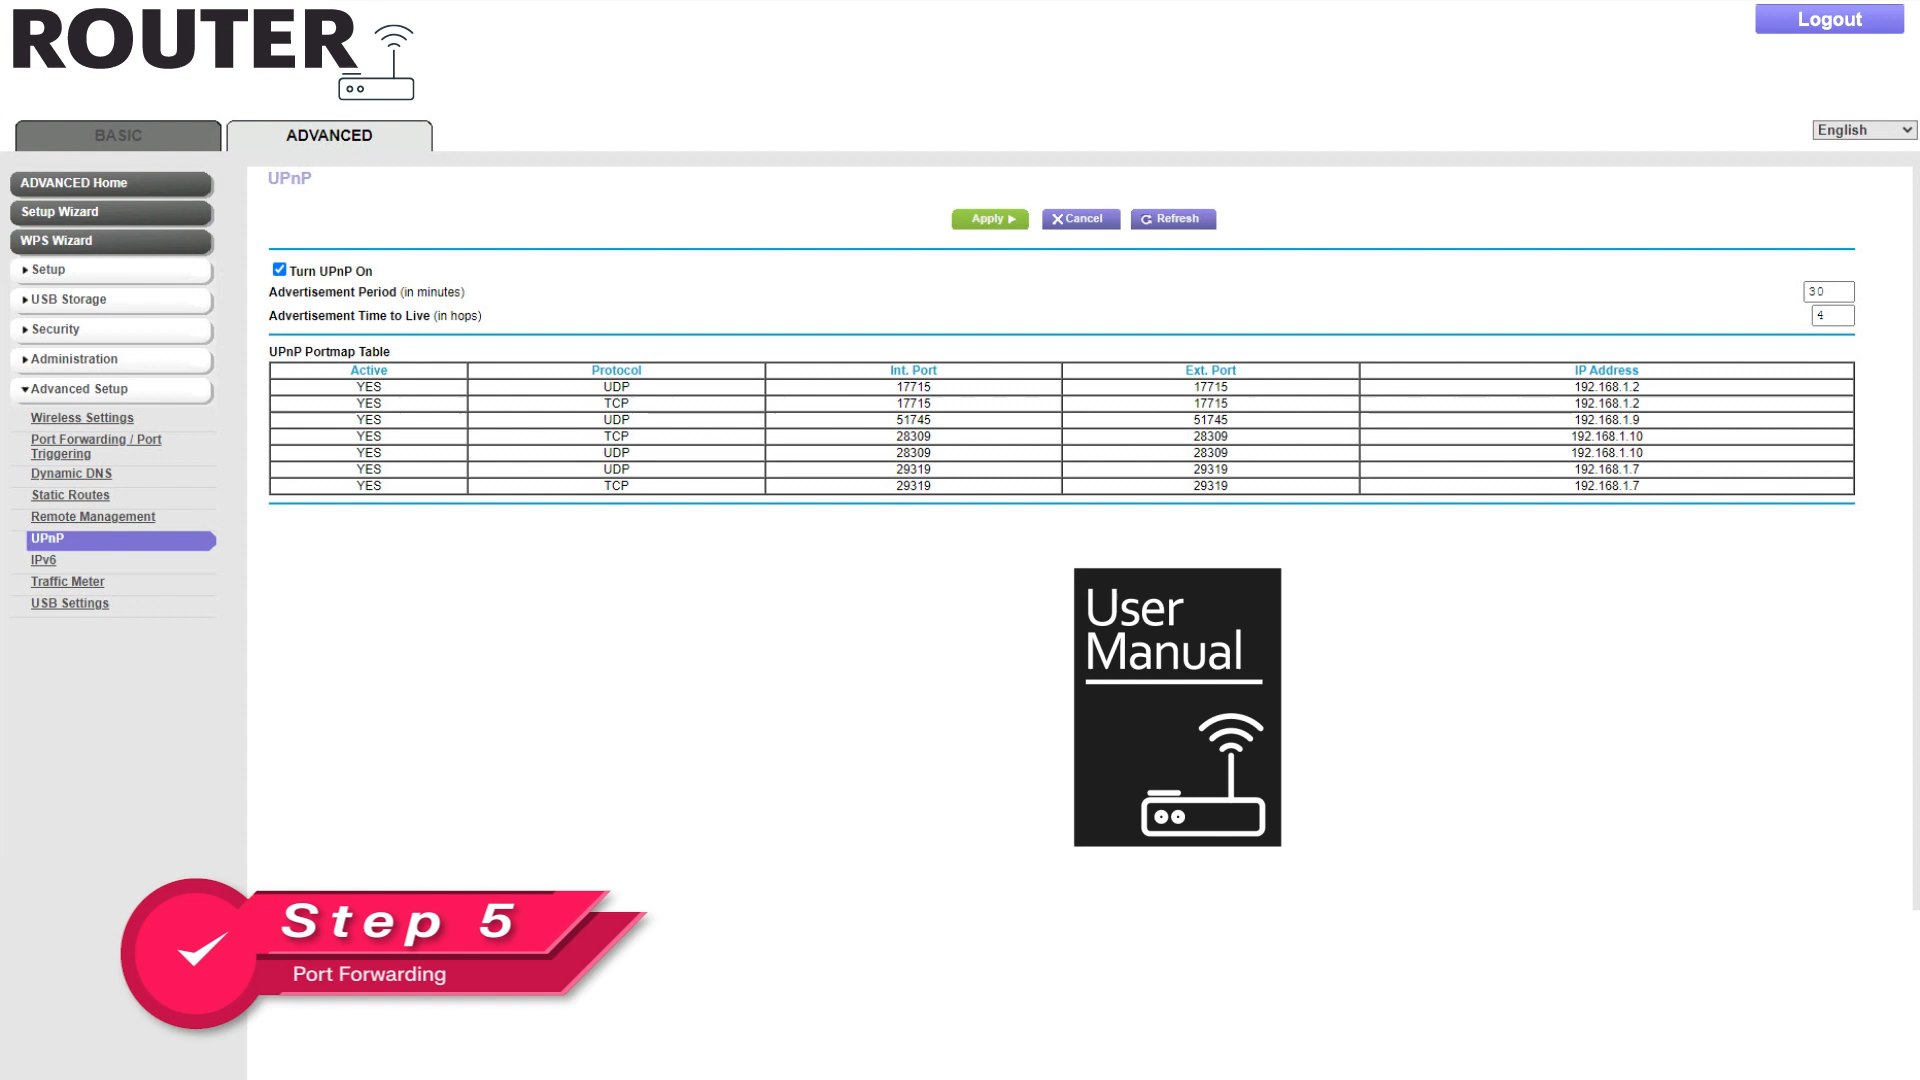 ROUTER
Logout
BASIC
ADVANCED
English
ADVANCED Home
Setup Wizard
WPS Wizard
Setup
USB Storage
Security
Administration
Advanced Setup
Wireless Settings
Port Forwarding / Port
Triggering
Dynamic DNS
Static Routes
Remote Management
UPnP
IPv6
Traffic Meter
USB Settings
UPnP
Apply Cancel Refresh
Turn UPnP On
Advertisement Period (in minutes) 30
Advertisement Time to Live (in hops) 4
UPnP Portmap Table
Active Protocol Int. Port Ext. Port IP Address
YES UDP 17715 17715 192.168.1.2
YES TCP 17715 17715 192.168.1.2
YES UDP 51745 51745 192.168.1.9
YES TCP 28309 28309 192.168.1.10
YES UDP 28309 28309 192.168.1.10
YES UDP 29319 29319 192.168.1.7
YES TCP 29319 29319 192.168.1.7
User
Manual
Step 5
Port Forwarding